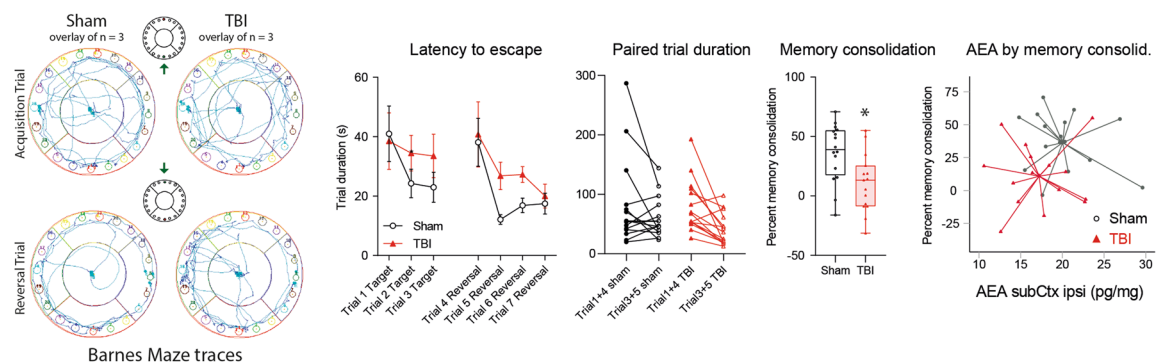 Sham
overlay of n = 3
TBI
overlay of n = 3
Acquisition Trial
Reversal Trial
Barnes Maze traces
Latency to escape
Trial duration (s)
60
40
20
0
Sham
TBI
Trial 1 Target
Trial 2 Target
Trial 3 Target
Trial 4 Reversal
Trial 5 Reversal
Trial 6 Reversal
Trial 7 Reversal
Paired trial duration
300
200
100
0
Trial1+4 sham
Trial3+5 sham
Trial1+4 TBI
Trial3+5 TBI
Memory consolidation
Percent memory consolidation
100
50
0
-50
*
Sham
TBI
AEA by memory consolid.
Percent memory consolidation
75
50
25
0
-25
Sham
TBI
10
15
20
25
30
AEA subCtx ipsi (pg/mg)